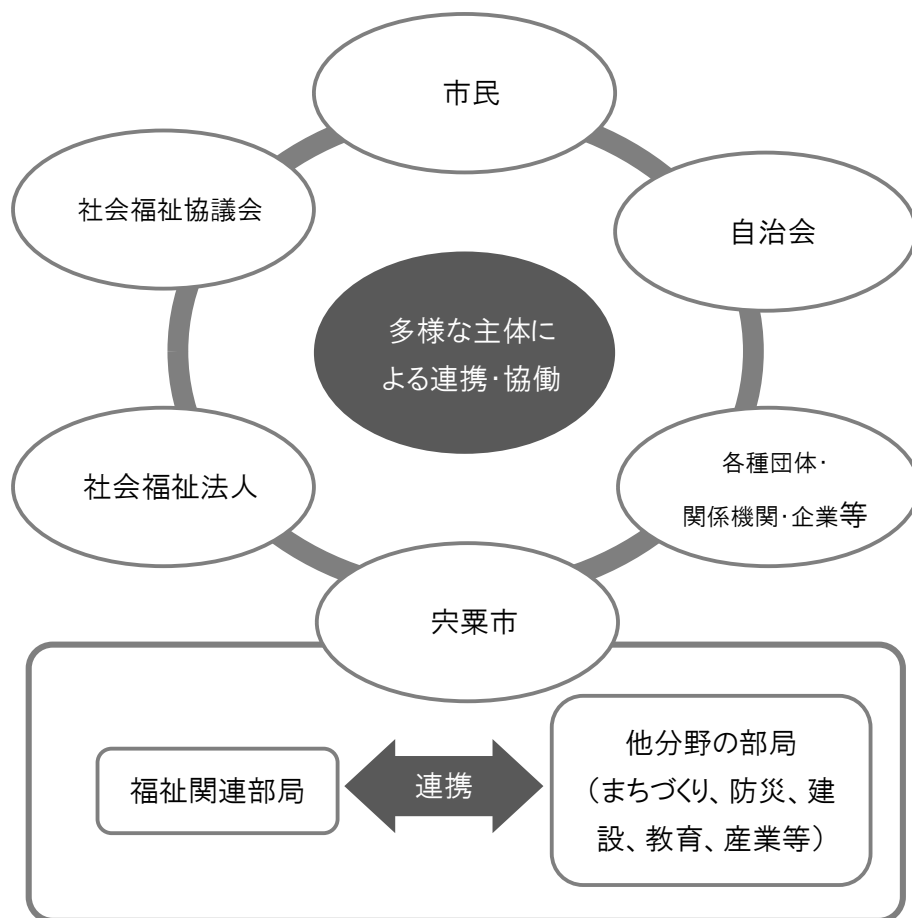 市民
社会福祉協議会
自治会
多様な主体に
よる連携・協働
社会福祉法人
各種団体・
関係機関・企業等
宍粟市
福祉関連部局
連携
他分野の部局
（まちづくり、防災、建
設、教育、産業等）